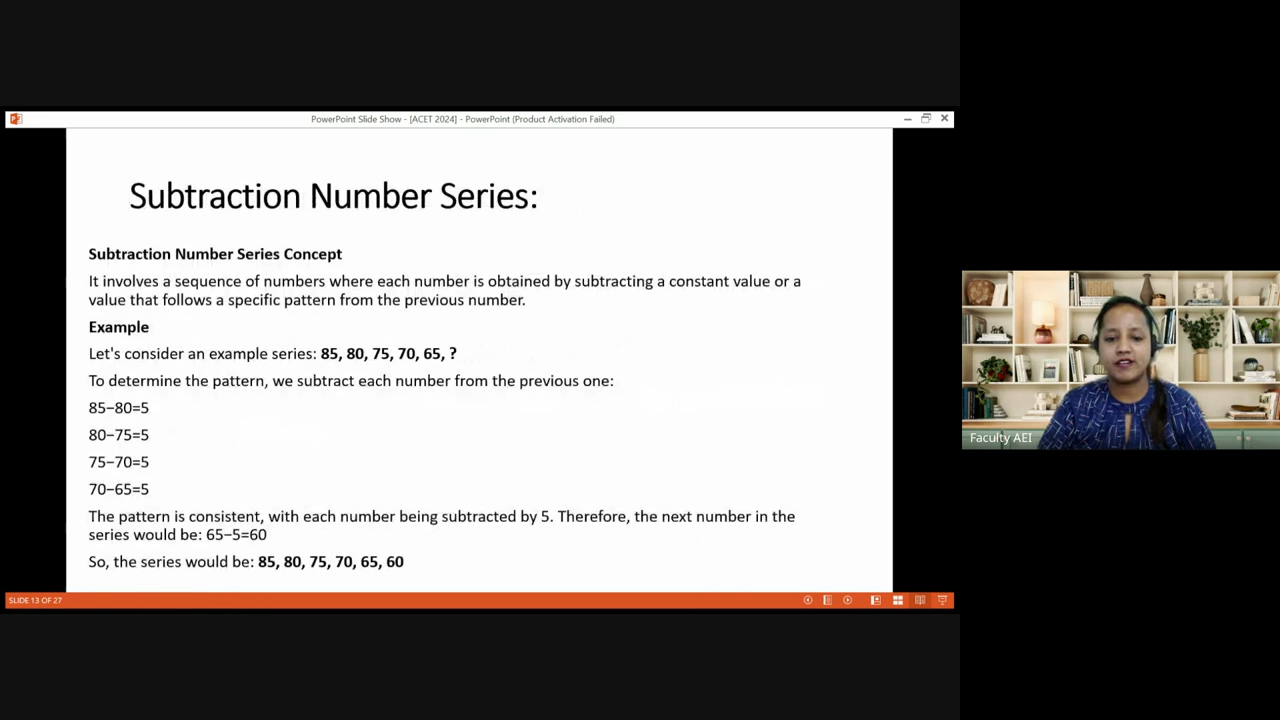 PowerPoint Slide Show - [ACET 2024] - PowerPoint (Product Activation Failed)
Subtraction Number Series:
Subtraction Number Series Concept
It involves a sequence of numbers where each number is obtained by subtracting a constant value or a
value that follows a specific pattern from the previous number.
Example
Let's consider an example series: 85, 80, 75, 70, 65, ?
To determine the pattern, we subtract each number from the previous one:
85−80=5
80−75=5
75−70=5
70−65=5
The pattern is consistent, with each number being subtracted by 5. Therefore, the next number in the
series would be: 65−5=60
So, the series would be: 85, 80, 75, 70, 65, 60
SLIDE 13 OF 27
Faculty AEI